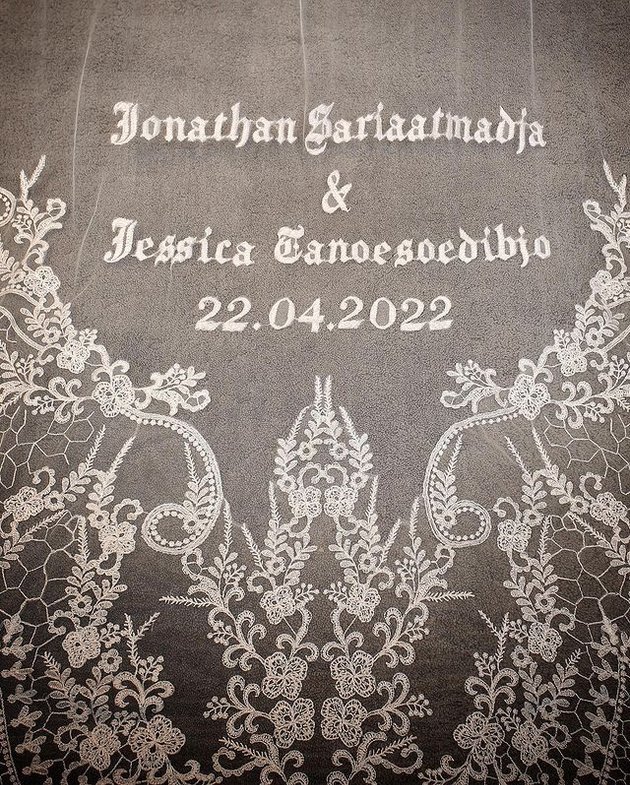 Jonathan Sariaatmadja
&
Jessica Tanoesoedibjo
22.04.2022